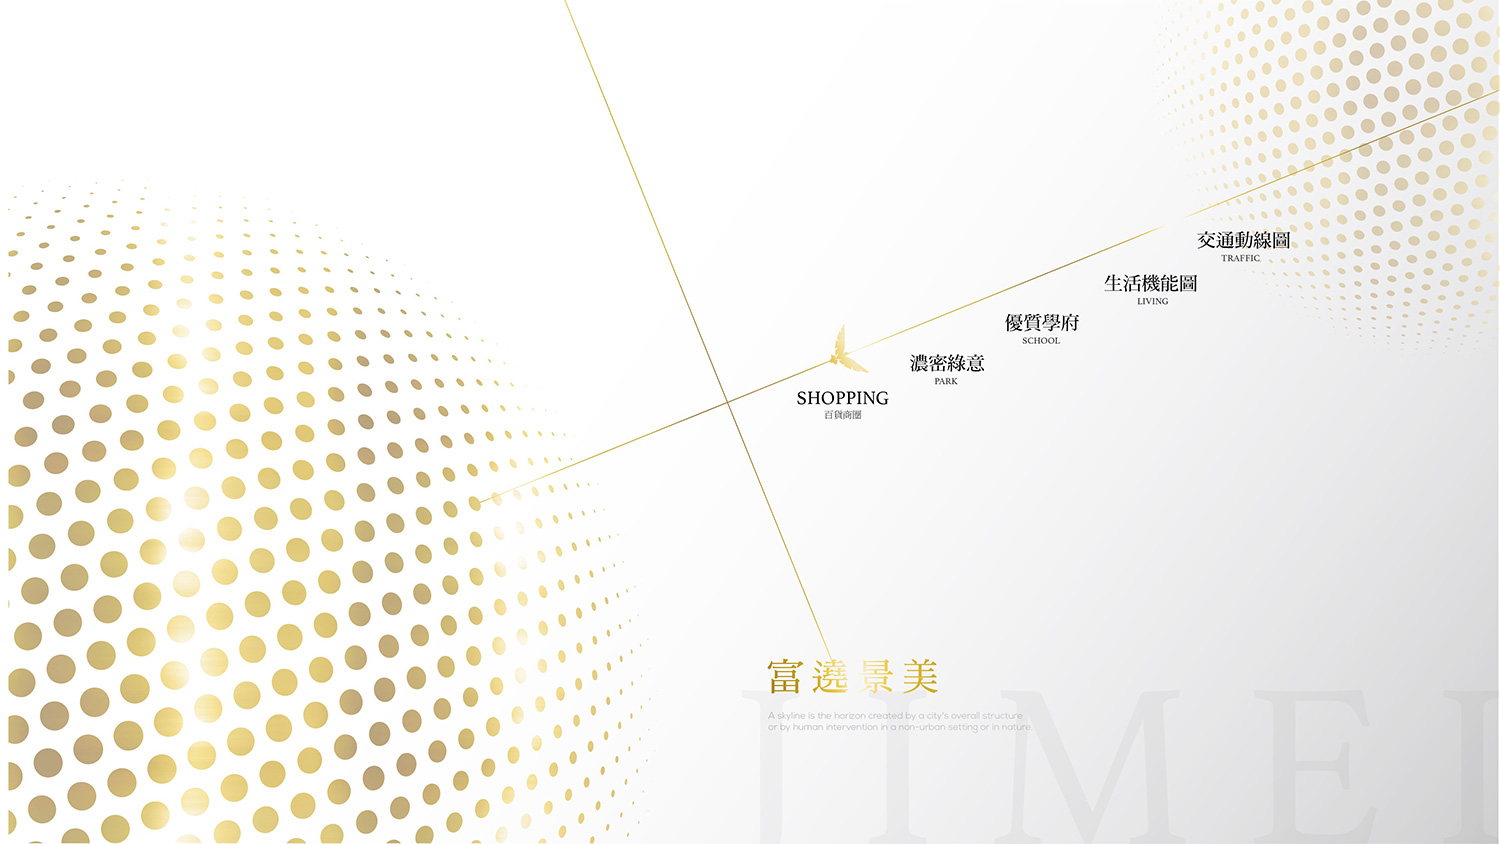 交通動線圖
TRAFFIC
生活機能圖
LIVING
優質學府
SCHOOL
濃密綠意
PARK
SHOPPING
百貨商圈
富遶景美
A skyline is the horizon created by a city's overall structure
or by human intervention in a non-urban setting or in nature.
JIMEI